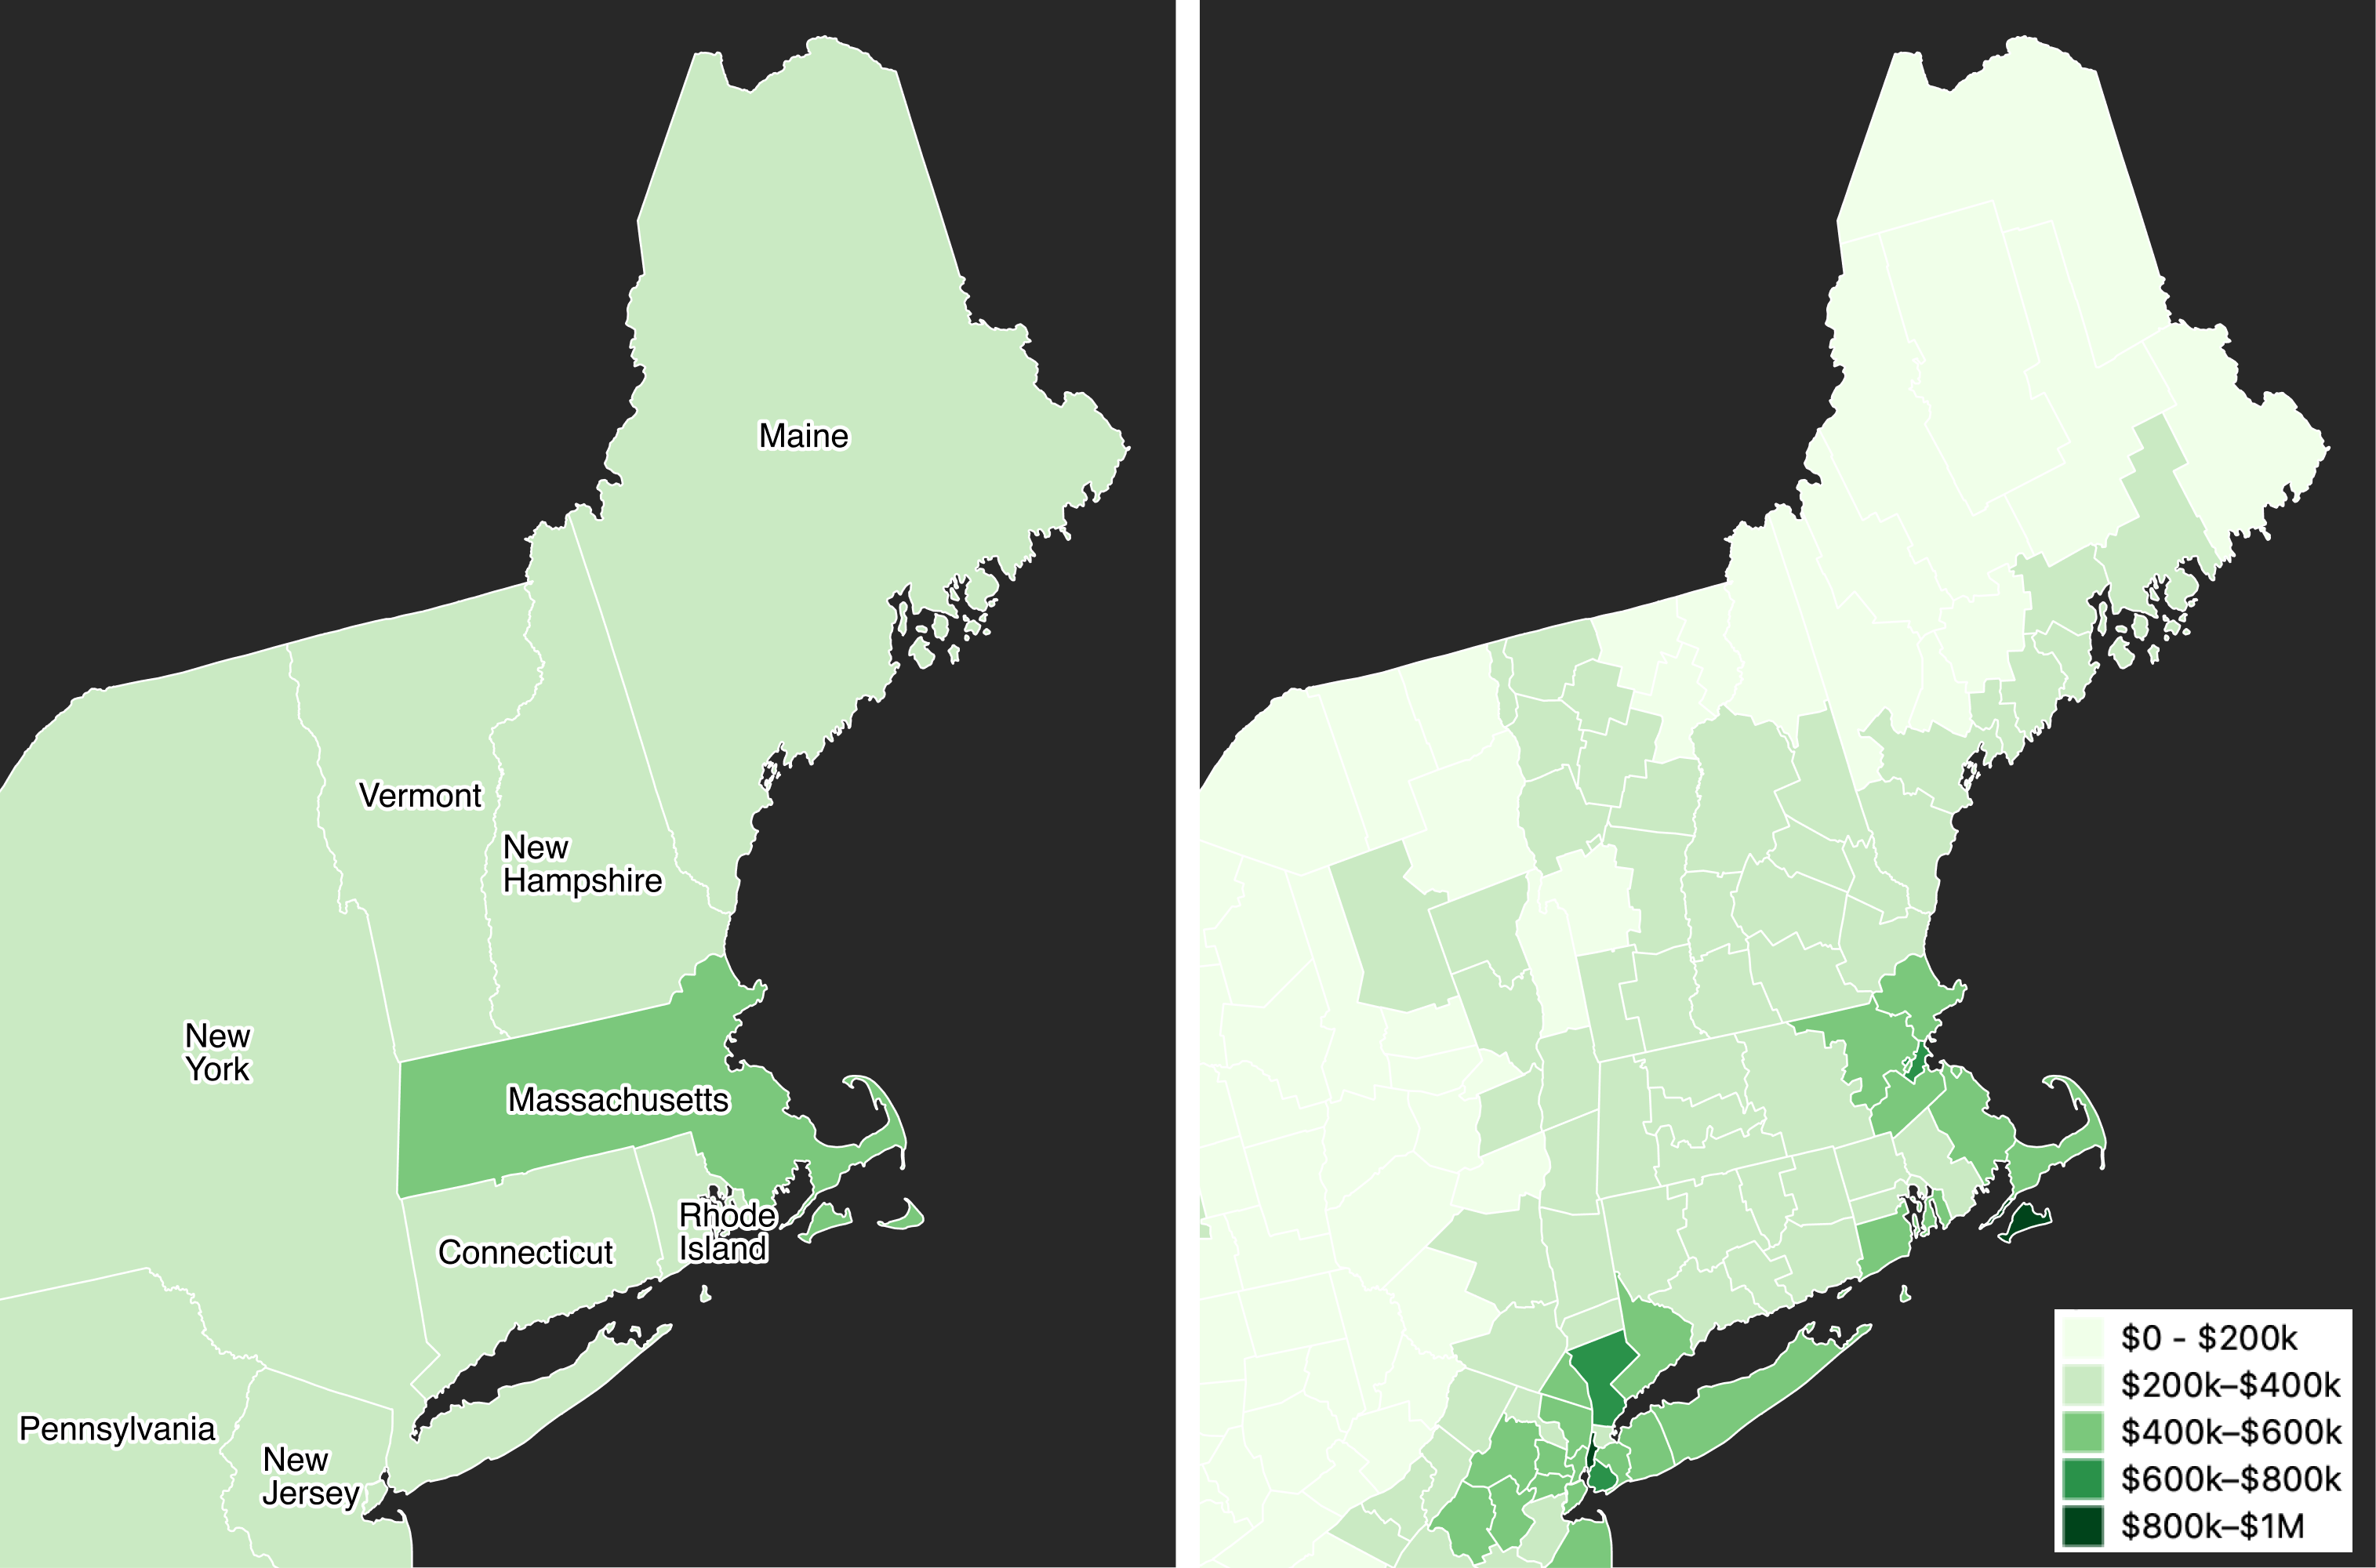 Maine
Vermont
New
Hampshire
New
York
Massachusetts
Rhode
Island
Connecticut
Pennsylvania
New
Jersey
$0 - $200k
$200k–$400k
$400k–$600k
$600k–$800k
$800k–$1M